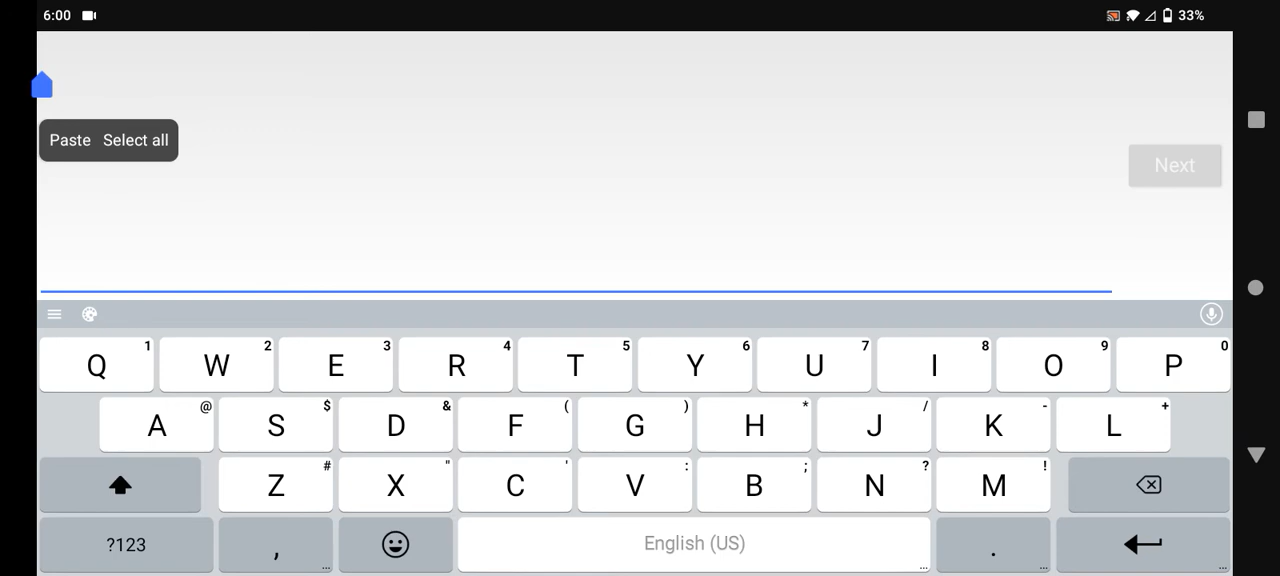 6:00 33%
Paste Select all
Next
Q 1 W 2 E 3 R 4 T 5 Y 6 U 7 I 8 O 9 P 0
A @ S $ D & F ( G ) H * J / K - L +
Z # X " C ' V : B ; N ? M !
?123 , ... English (US) ... . ... ...